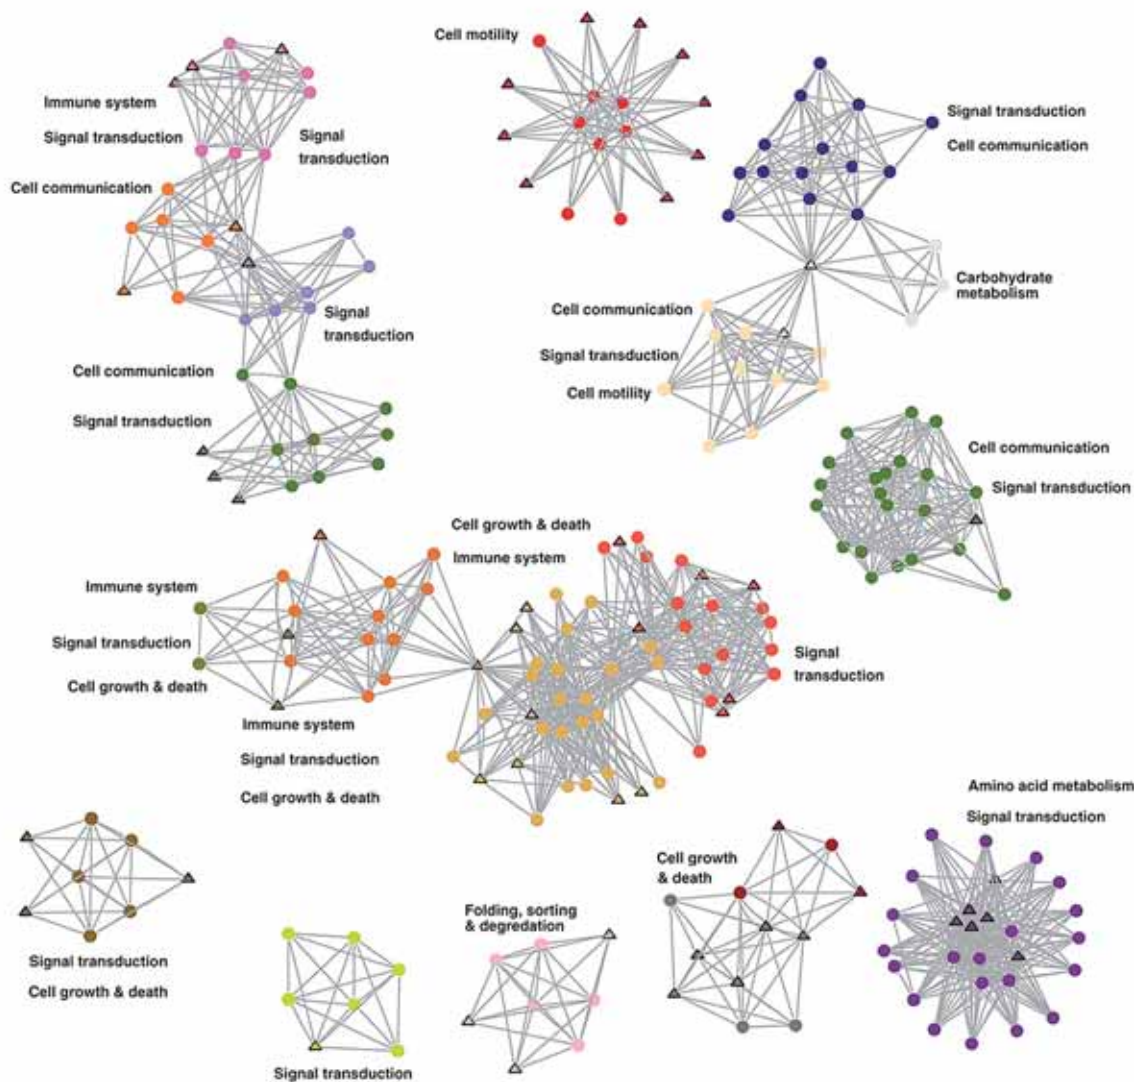 Cell motility
Immune system
Signal transduction
Signal
transduction
Cell communication
Signal
transduction
Cell communication
Signal transduction
Signal transduction
Cell communication
Carbohydrate
metabolism
Cell communication
Signal transduction
Cell motility
Cell communication
Signal transduction
Cell growth & death
Immune system
Immune system
Signal transduction
Cell growth & death
Signal
transduction
Immune system
Signal transduction
Cell growth & death
Amino acid metabolism
Signal transduction
Cell growth
& death
Folding, sorting
& degredation
Signal transduction
Cell growth & death
Signal transduction